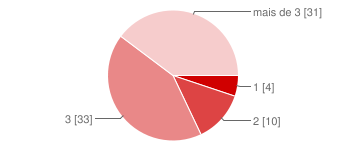 mais de 3 [31]
1 [4]
2 [10]
3 [33]